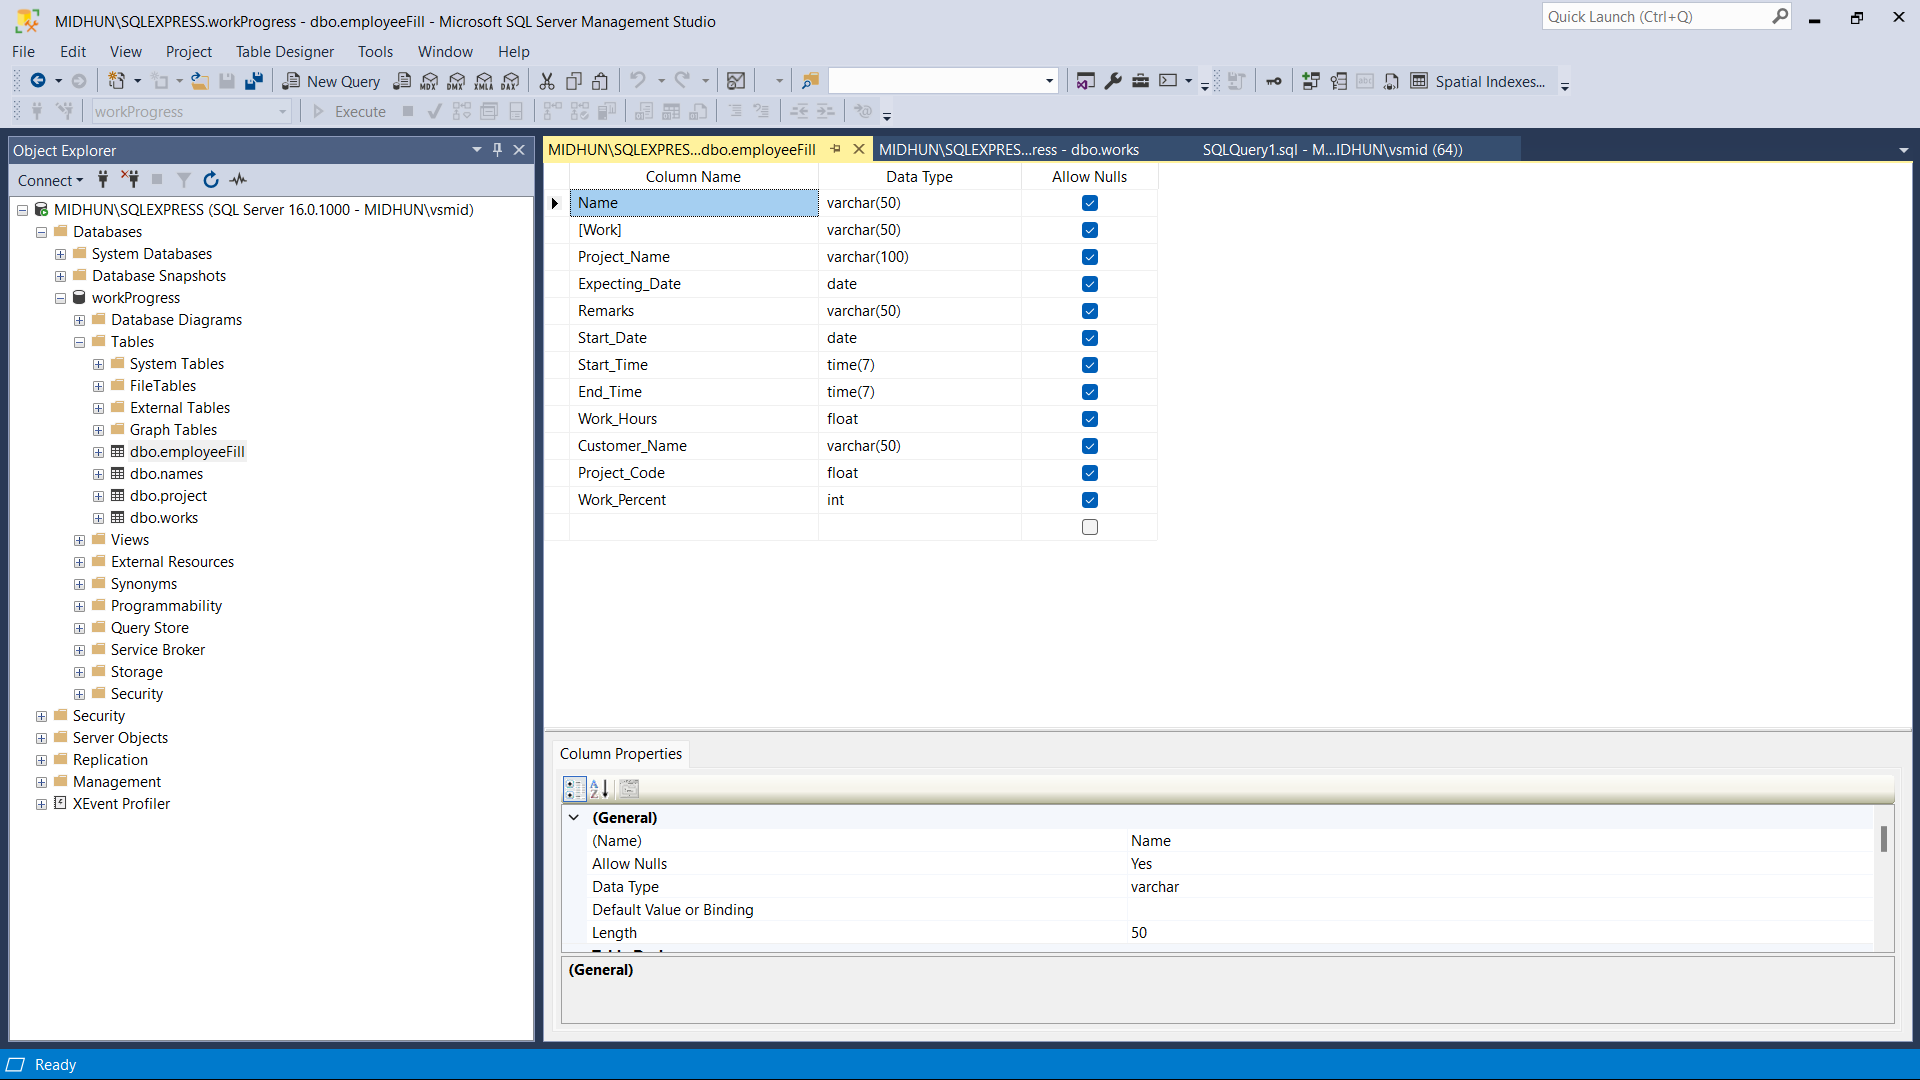 MIDHUN\SQLEXPRESS.workProgress - dbo.employeeFill - Microsoft SQL Server Management Studio
Quick Launch (Ctrl+Q)
File Edit View Project Table Designer Tools Window Help
New Query MDX DMX XMLA DAX Spatial Indexes...
workProgress Execute
Object Explorer
Connect
MIDHUN\SQLEXPRESS (SQL Server 16.0.1000 - MIDHUN\vsmid)
Databases
System Databases
Database Snapshots
workProgress
Database Diagrams
Tables
System Tables
FileTables
External Tables
Graph Tables
dbo.employeeFill
dbo.names
dbo.project
dbo.works
Views
External Resources
Synonyms
Programmability
Query Store
Service Broker
Storage
Security
Security
Server Objects
Replication
Management
XEvent Profiler
MIDHUN\SQLEXPRES...dbo.employeeFill MIDHUN\SQLEXPRES...ress - dbo.works SQLQuery1.sql - M...IDHUN\vsmid (64))
Column Name Data Type Allow Nulls
Name varchar(50)
[Work] varchar(50)
Project_Name varchar(100)
Expecting_Date date
Remarks varchar(50)
Start_Date date
Start_Time time(7)
End_Time time(7)
Work_Hours float
Customer_Name varchar(50)
Project_Code float
Work_Percent int
Column Properties
(General)
(Name) Name
Allow Nulls Yes
Data Type varchar
Default Value or Binding
Length 50
(General)
Ready